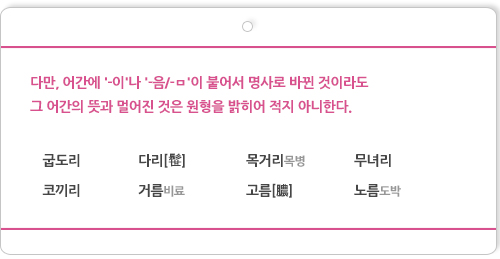 다만, 어간에 '-이'나 '-음/-ㅁ'이 붙어서 명사로 바뀐 것이라도
그 어간의 뜻과 멀어진 것은 원형을 밝히어 적지 아니한다.
굽도리 다리[髢] 목거리목병 무녀리
코끼리 거름비료 고름[膿] 노름도박